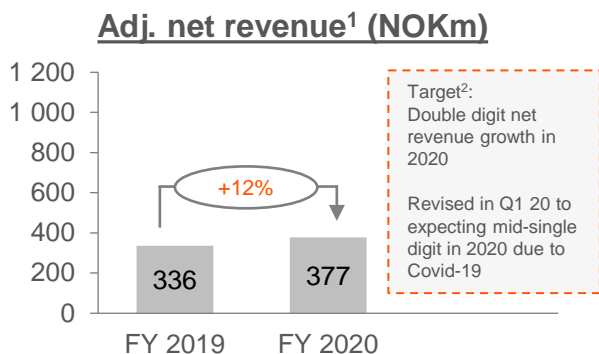 Adj. net revenue¹ (NOKm)
1 200
1 000
800
600
400
200
0
+12%
336
377
FY 2019
FY 2020
Target²:
Double digit net
revenue growth in
2020
Revised in Q1 20 to
expecting mid-single
digit in 2020 due to
Covid-19